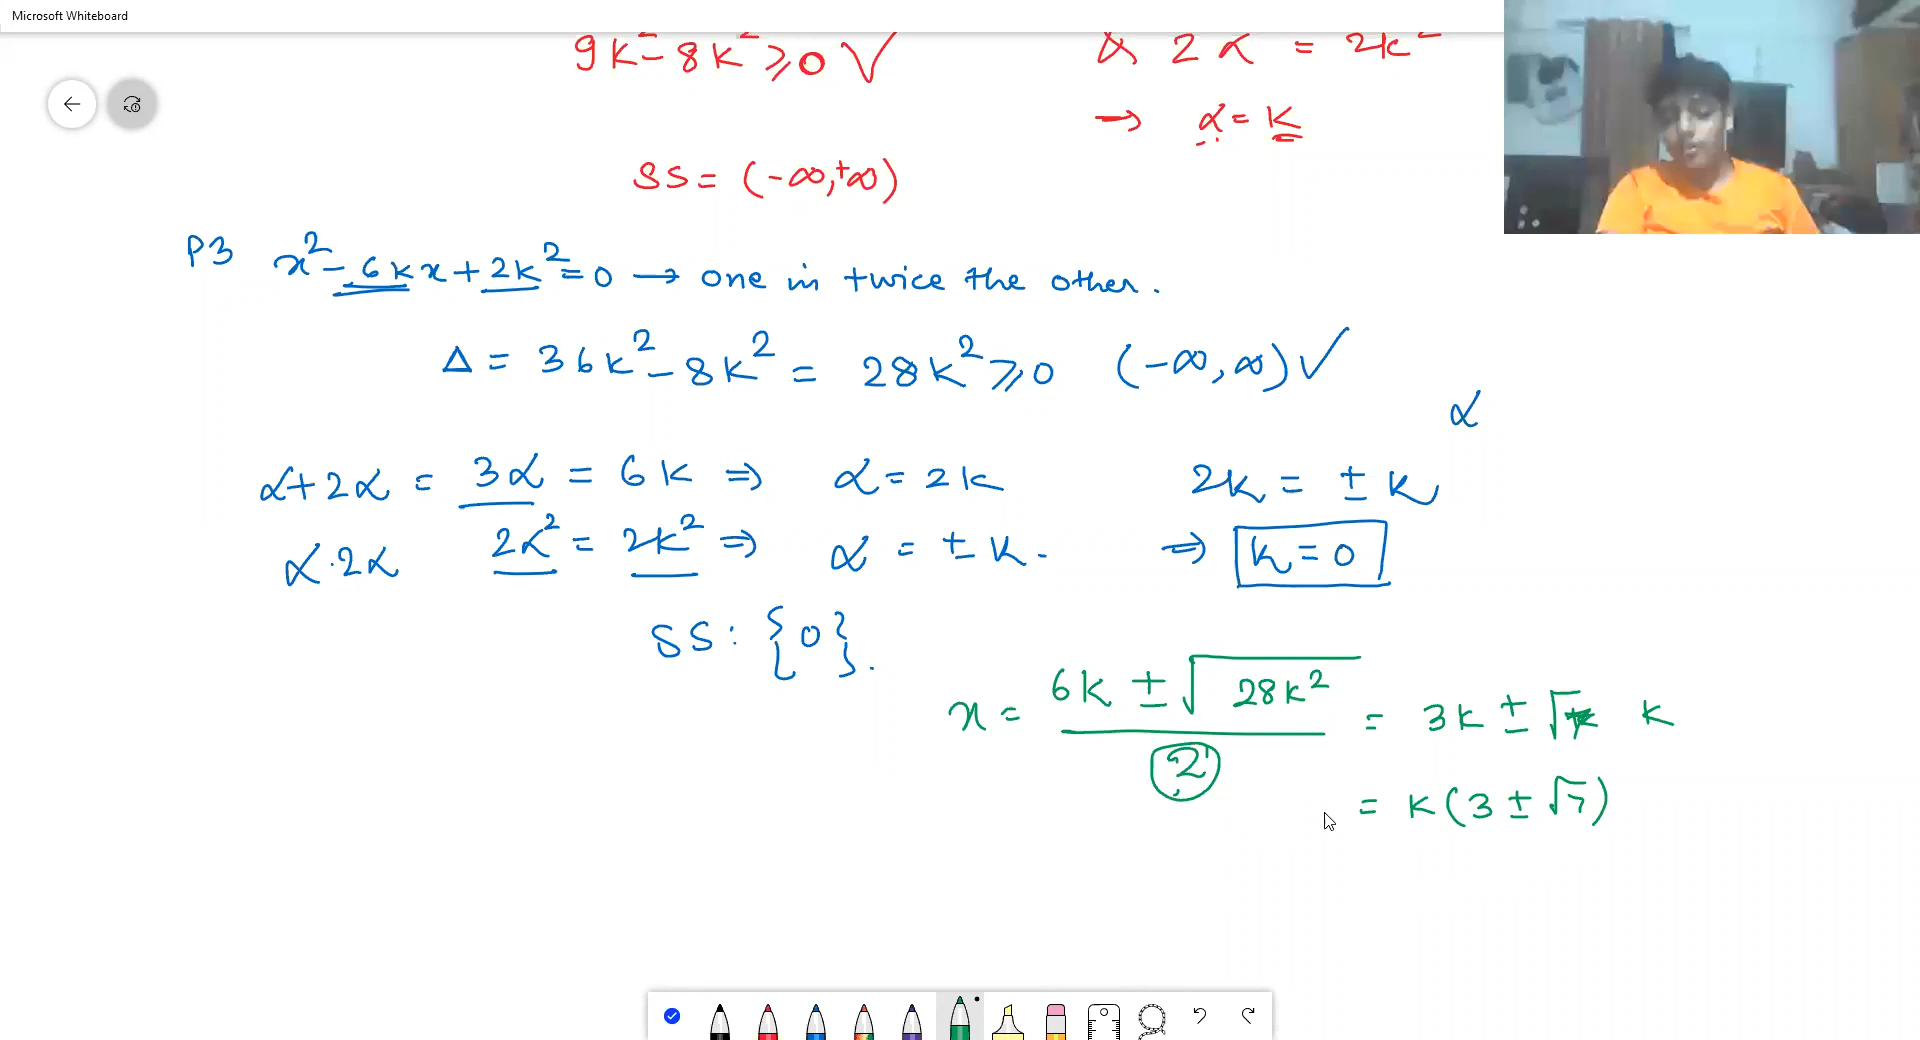 Microsoft Whiteboard
9k² - 8k² ⩾ 0 ✓
& 2α = 2k²
→ α = k
SS = (-∞, +∞)
P3 x² - 6kx + 2k² = 0 → one in twice the other.
Δ = 36k² - 8k² = 28k² ⩾ 0 (-∞, ∞) ✓
α
α + 2α = 3α = 6k ⇒ α = 2k
2k = ± k
α·2α 2α² = 2k² ⇒ α = ± k.
⇒ k = 0
SS: {0}.
x = (6k ± √28k²)/2 = 3k ± √ k
= k(3 ± √7)